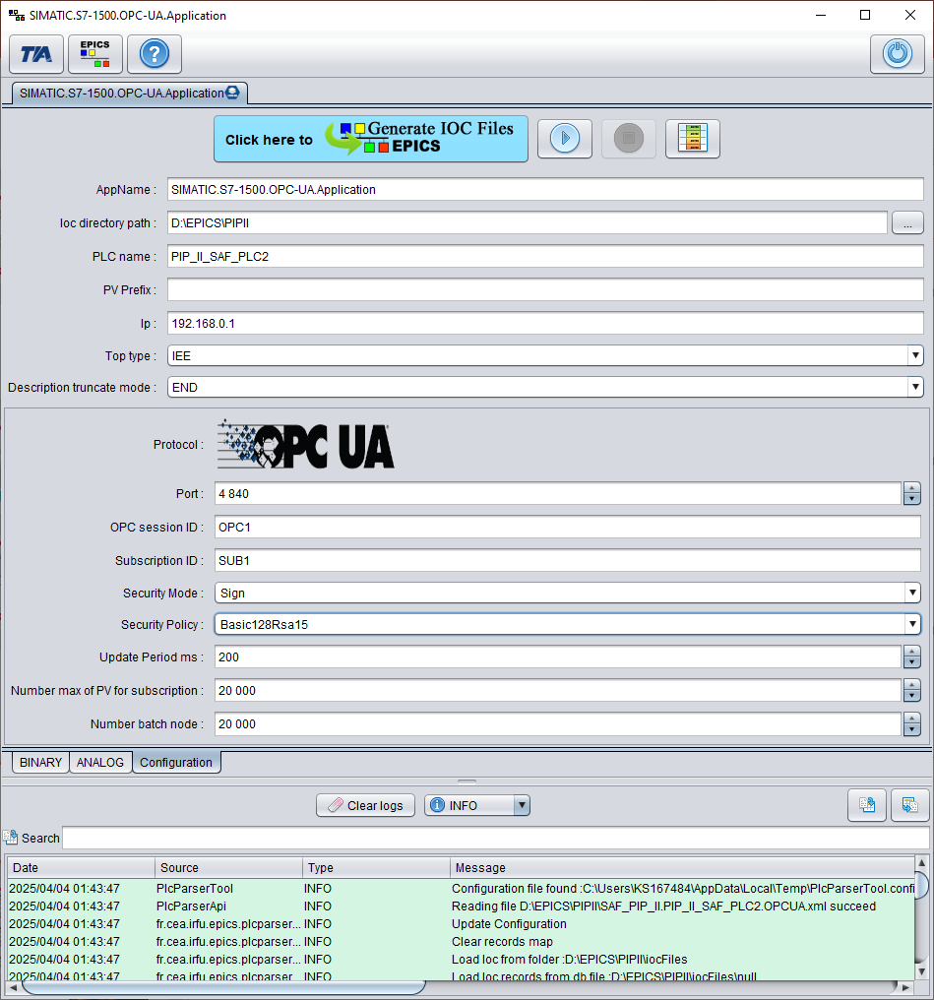 SIMATIC.S7-1500.OPC-UA.Application
TIA
EPICS
?
SIMATIC.S7-1500.OPC-UA.Application
Click here to Generate IOC Files
EPICS
AppName : SIMATIC.S7-1500.OPC-UA.Application
Ioc directory path : D:\EPICS\PIPII ...
PLC name : PIP_II_SAF_PLC2
PV Prefix :
Ip : 192.168.0.1
Top type : IEE
Description truncate mode : END
Protocol : OPC UA
Port : 4 840
OPC session ID : OPC1
Subscription ID : SUB1
Security Mode : Sign
Security Policy : Basic128Rsa15
Update Period ms : 200
Number max of PV for subscription : 20 000
Number batch node : 20 000
BINARY ANALOG Configuration
Clear logs INFO
Search
Date Source Type Message
2025/04/04 01:43:47 PlcParserTool INFO Configuration file found :C:\Users\KS167484\AppData\Local\Temp\PlcParserTool.confi
2025/04/04 01:43:47 PlcParserApi INFO Reading file D:\EPICS\PIPII\SAF_PIP_II.PIP_II_SAF_PLC2.OPCUA.xml succeed
2025/04/04 01:43:47 fr.cea.irfu.epics.plcparser... INFO Update Configuration
2025/04/04 01:43:47 fr.cea.irfu.epics.plcparser... INFO Clear records map
2025/04/04 01:43:47 fr.cea.irfu.epics.plcparser... INFO Load Ioc from folder :D:\EPICS\PIPII\iocFiles
2025/04/04 01:43:47 fr.cea.irfu.epics.plcparser... INFO Load Ioc records from db file :D:\EPICS\PIPII\iocFiles\null